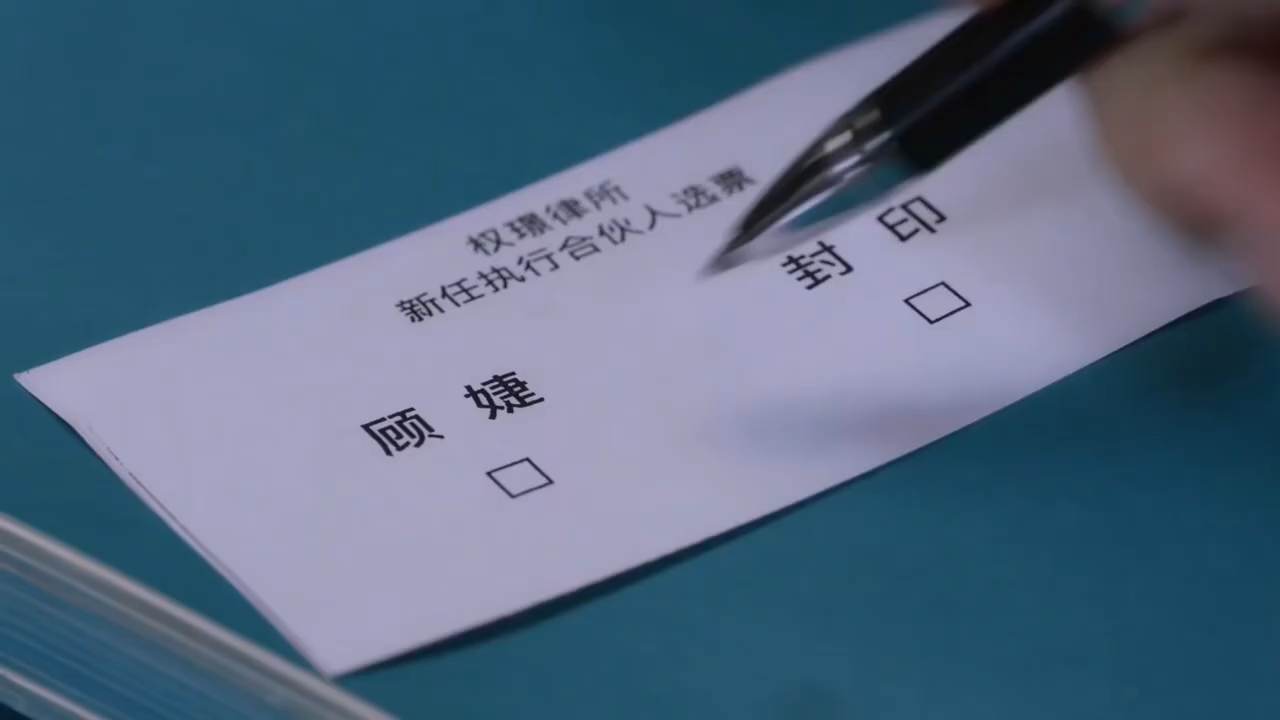 权璟律所
新任执行合伙人选票
顾婕 封印
□ □